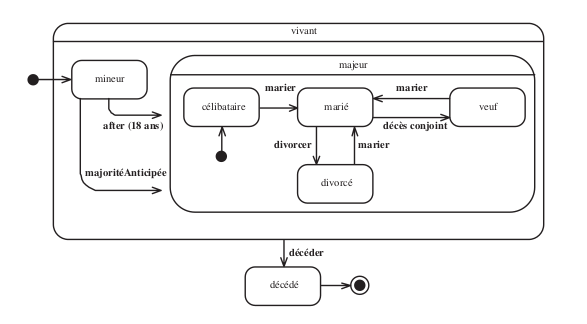 vivant
majeur
mineur
marier
marier
célibataire
marié
veuf
after (18 ans)
décès conjoint
divorcer
marier
majoritéAnticipée
divorcé
décéder
décédé